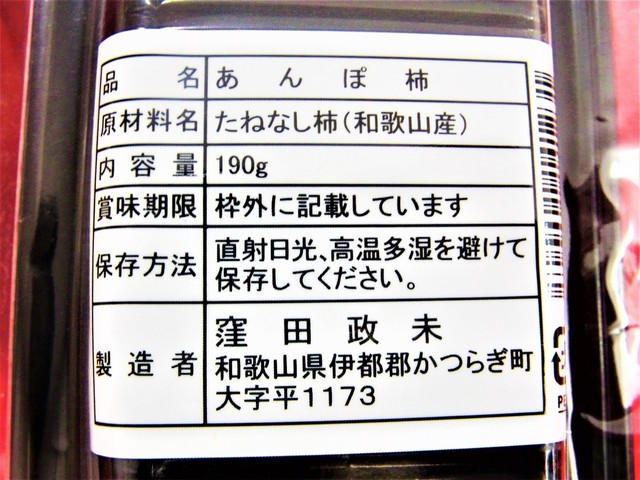 品名 あんぽ柿
原材料名 たねなし柿(和歌山産)
内容量 190g
賞味期限 枠外に記載しています
保存方法 直射日光、高温多湿を避けて
保存してください。
製造者 窪田政未
和歌山県伊都郡かつらぎ町
大字平1173